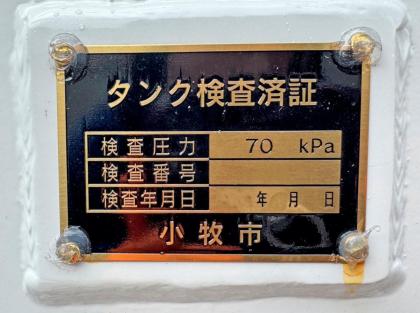 タンク検査済証
検査圧力 70 kPa
検査番号
検査年月日 年 月 日
小牧市